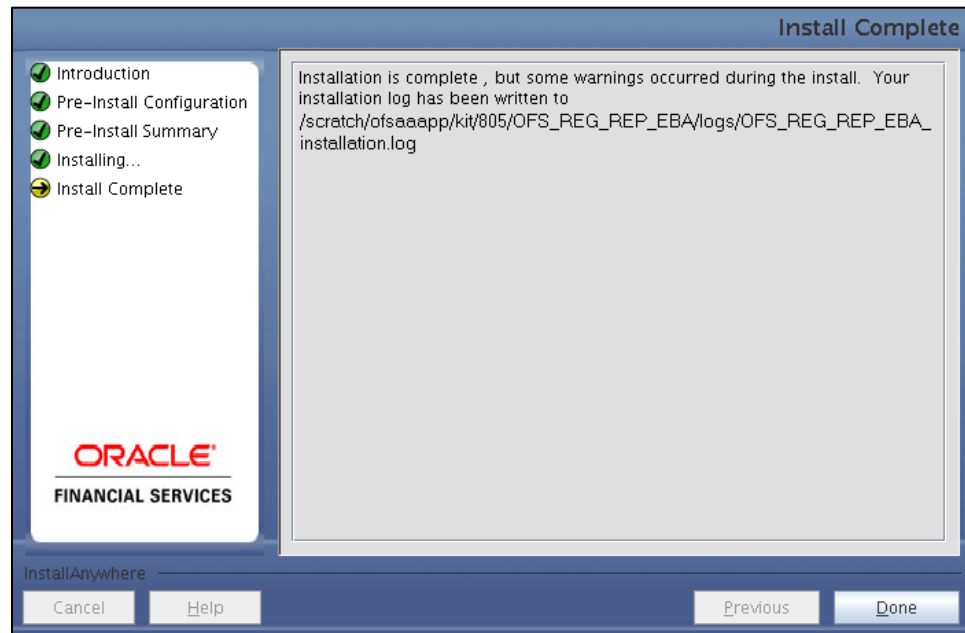 Install Complete
Introduction
Pre-Install Configuration
Pre-Install Summary
Installing...
Install Complete
Installation is complete , but some warnings occurred during the install.  Your
installation log has been written to
/scratch/ofsaaapp/kit/805/OFS_REG_REP_EBA/logs/OFS_REG_REP_EBA_
installation.log
ORACLE
FINANCIAL SERVICES
InstallAnywhere
Cancel
Help
Previous
Done